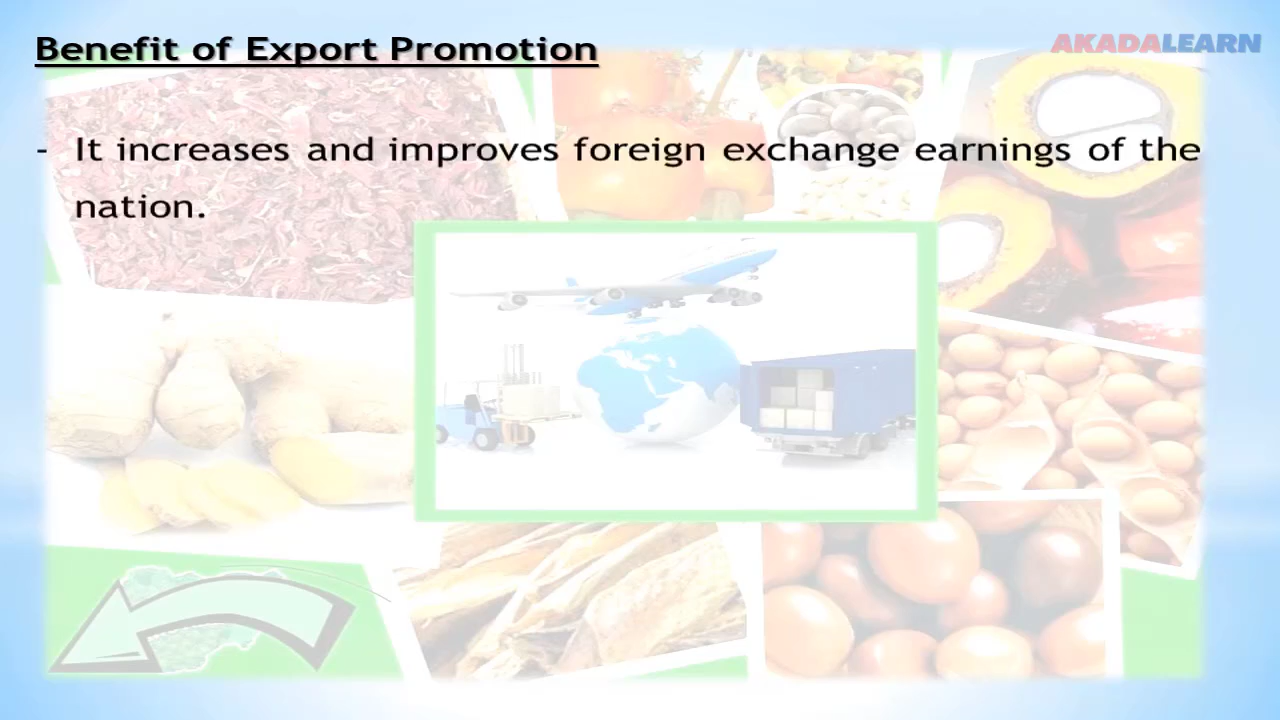 Benefit of Export Promotion
AKADALEARN
- It increases and improves foreign exchange earnings of the
nation.